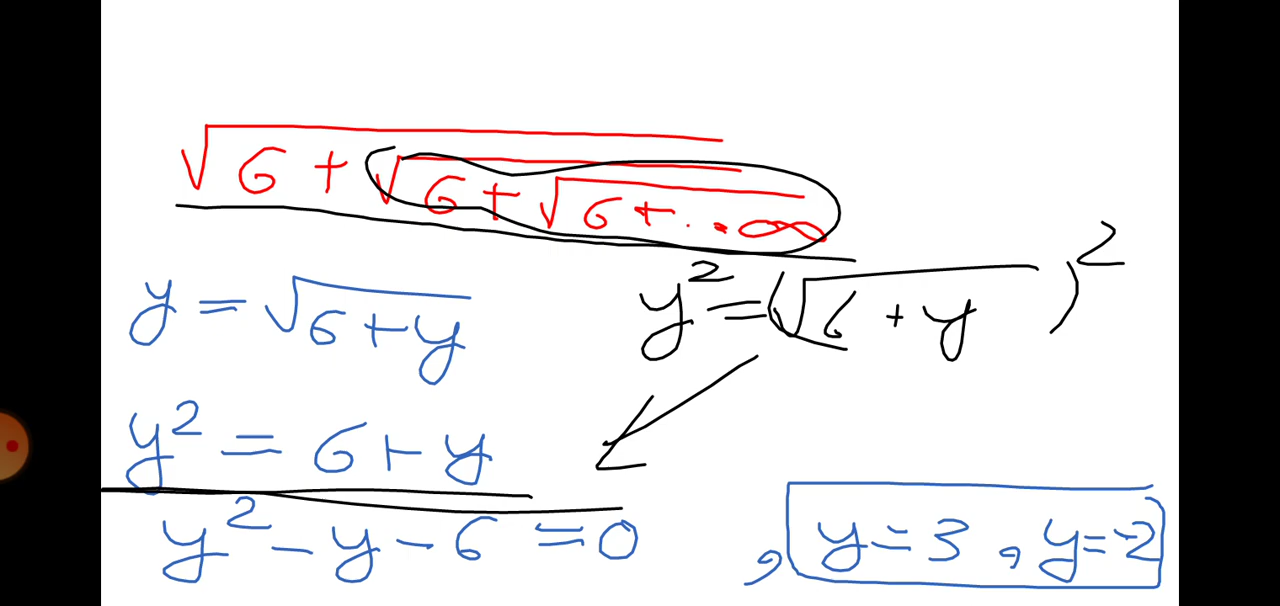 √6 + √6 + √6 + .. ∞
y = √6 + y
y² = (√6 + y)²
y² = 6 + y
y² - y - 6 = 0
, y = 3 , y = -2